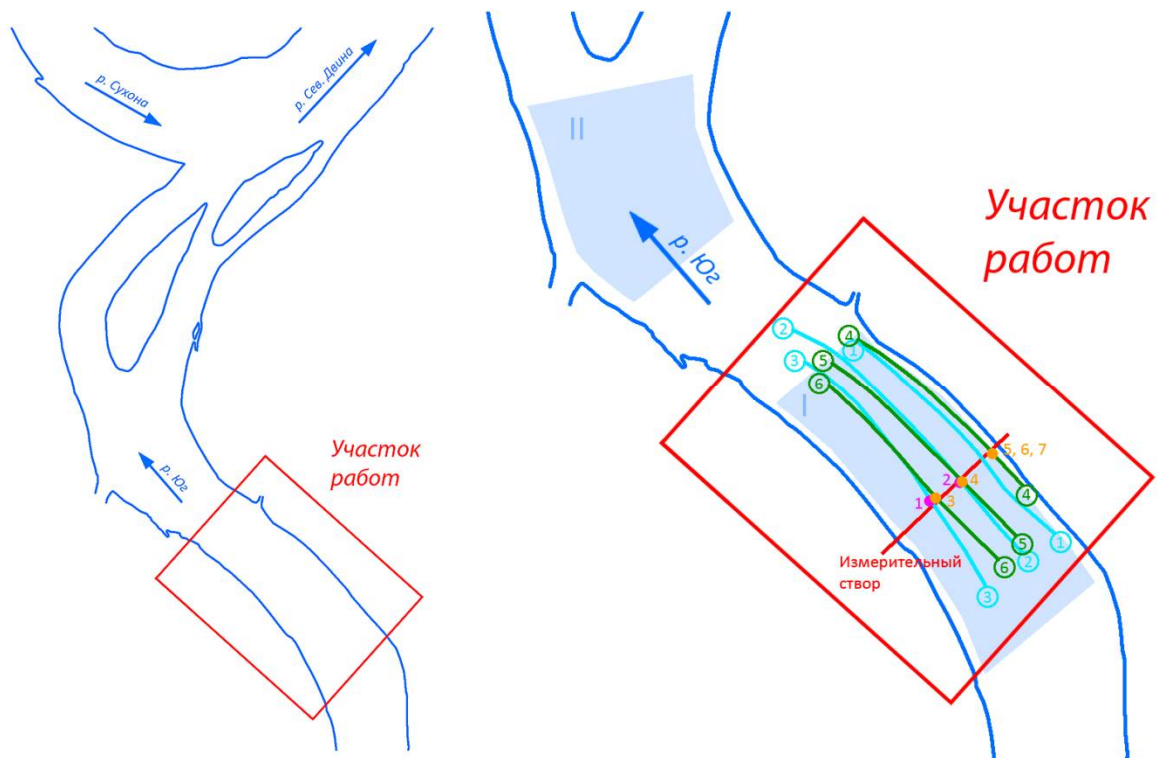 р. Сухона
р. Сев. Двина
Участок
работ
р. Юг
II
р. Юг
Участок
работ
2
4
3
1
5
6
I
5, 6, 7
2
4
1
3
4
5
1
2
6
3
Измерительный
створ